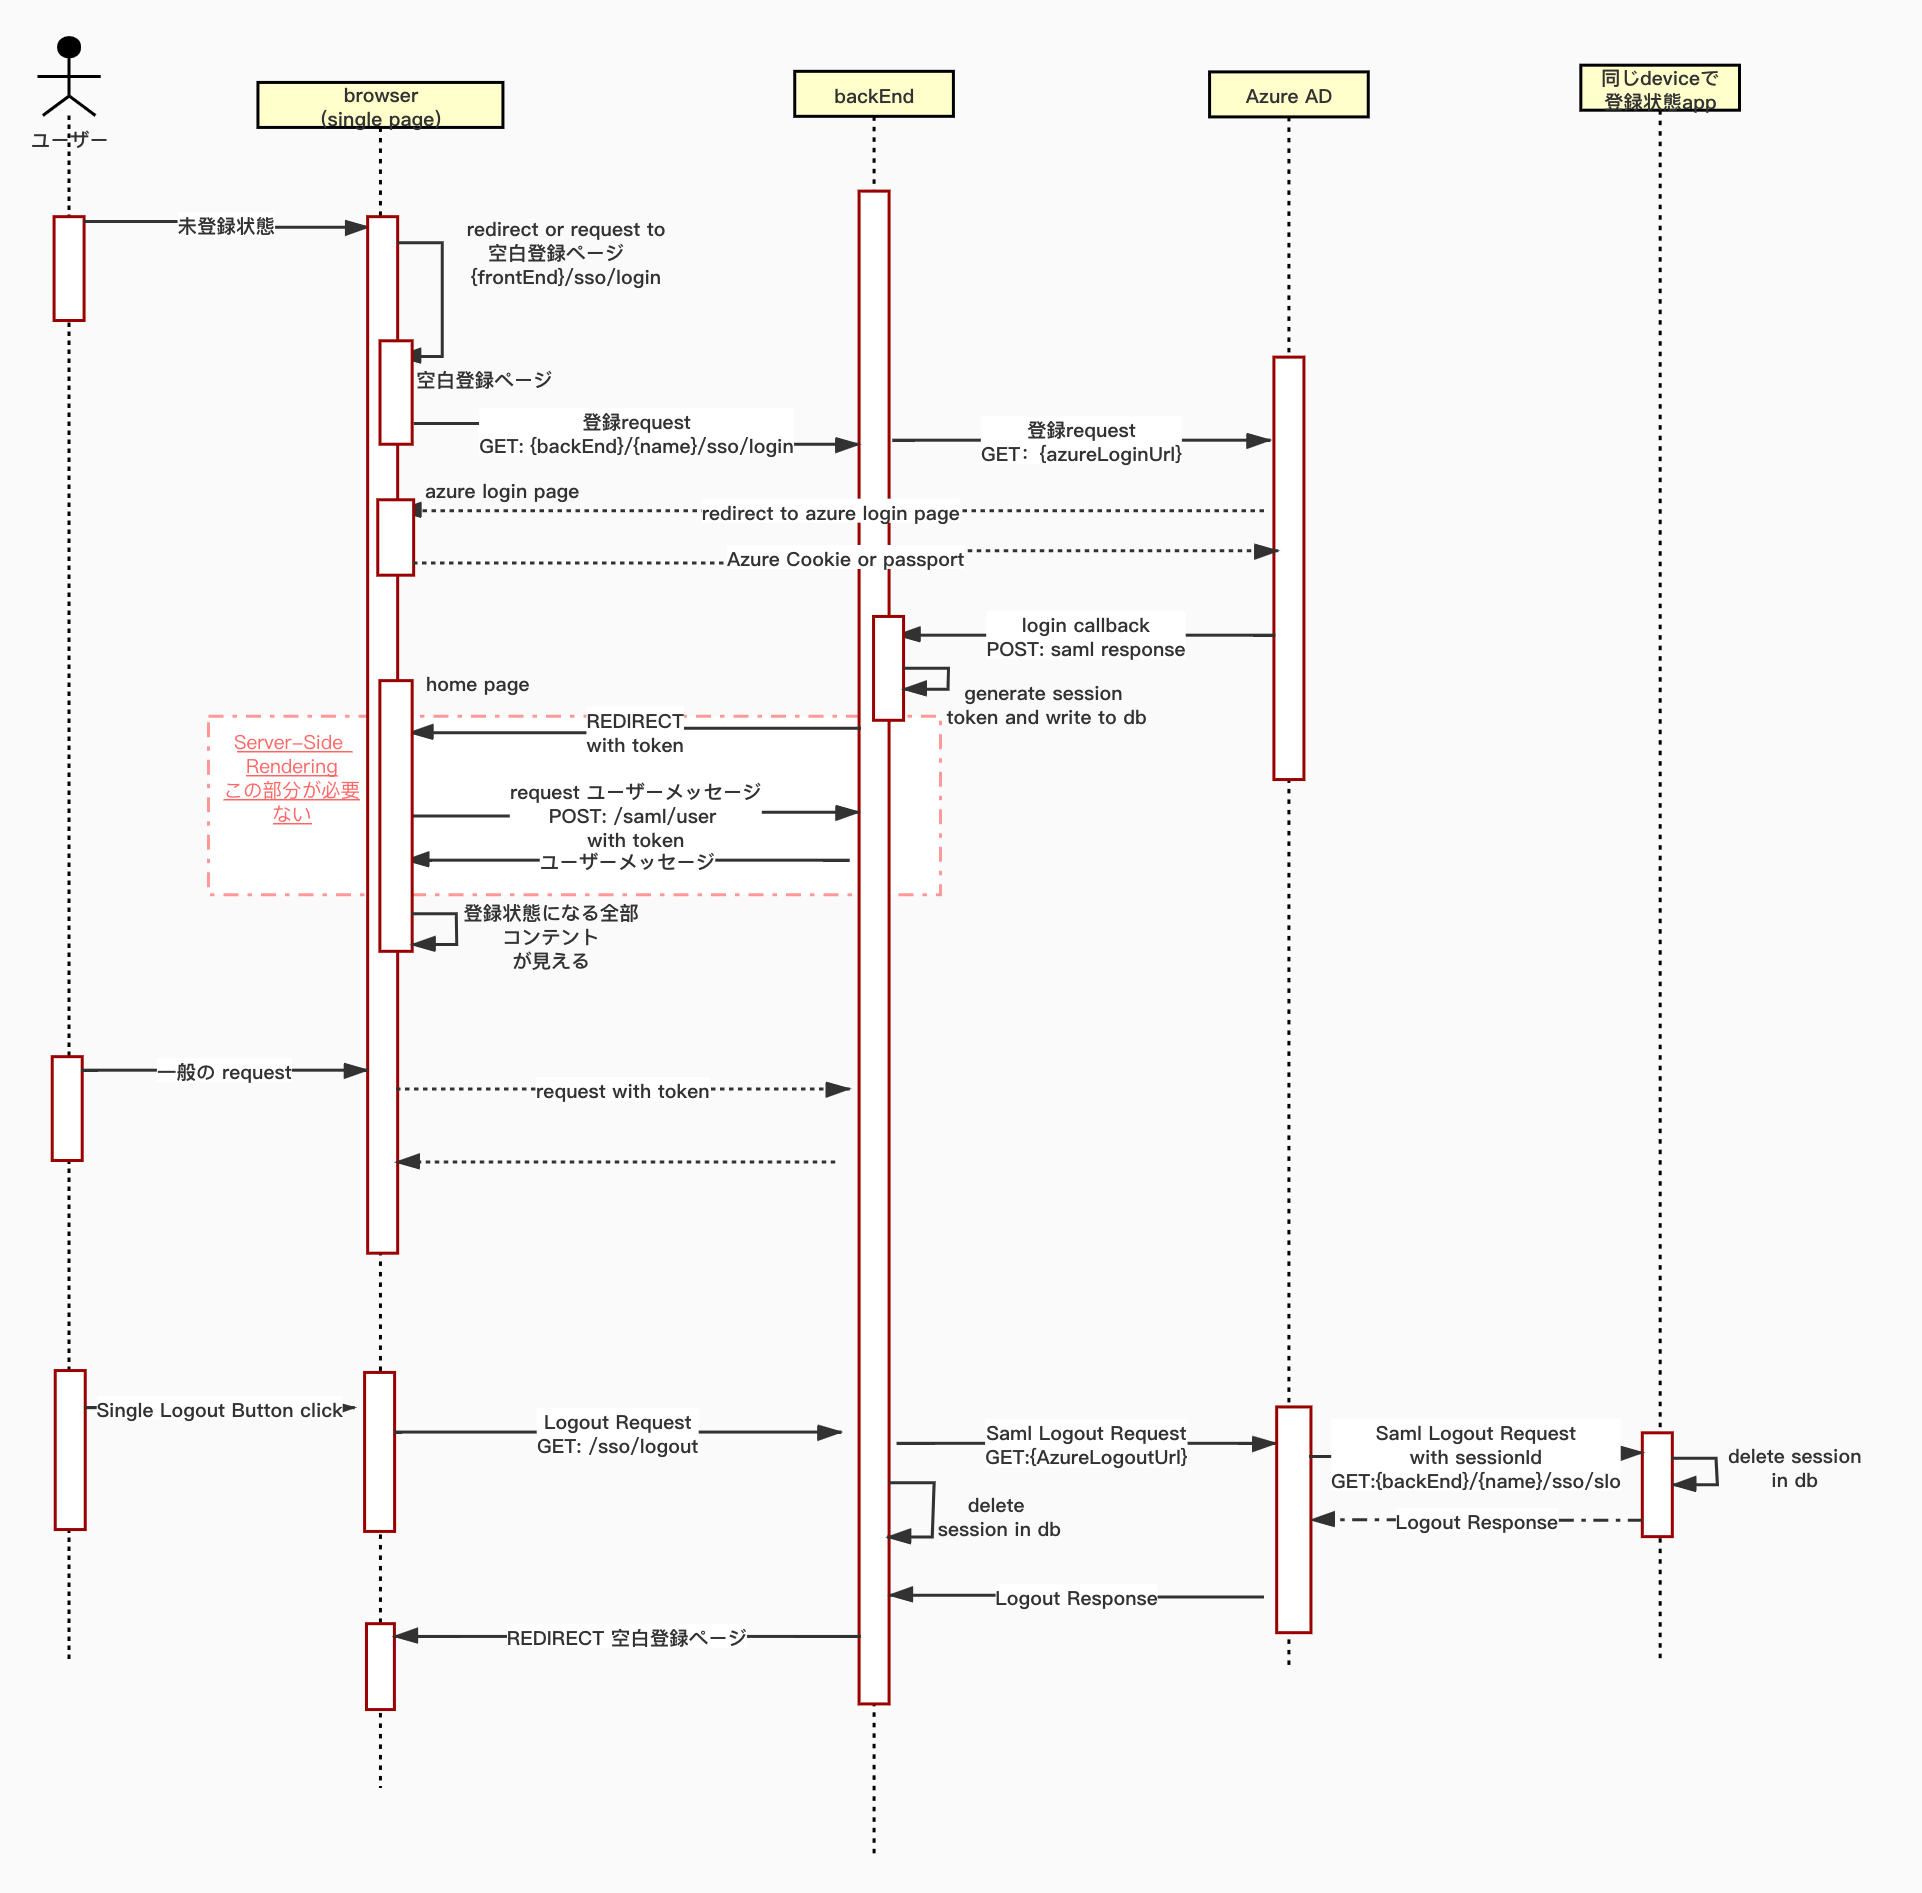 ユーザー
browser
(single page)
backEnd
Azure AD
同じdeviceで
登録状態app
未登録状態
redirect or request to
空白登録ページ
{frontEnd}/sso/login
空白登録ページ
登録request
GET: {backEnd}/{name}/sso/login
登録request
GET：{azureLoginUrl}
azure login page
redirect to azure login page
Azure Cookie or passport
login callback
POST: saml response
generate session
token and write to db
home page
REDIRECT
with token
Server-Side
Rendering
この部分が必要
ない
request ユーザーメッセージ
POST: /saml/user
with token
ユーザーメッセージ
登録状態になる全部
コンテント
が見える
一般の request
request with token
Single Logout Button click
Logout Request
GET: /sso/logout
Saml Logout Request
GET:{AzureLogoutUrl}
Saml Logout Request
with sessionId
GET:{backEnd}/{name}/sso/slo
delete session
in db
delete
session in db
Logout Response
Logout Response
REDIRECT 空白登録ページ